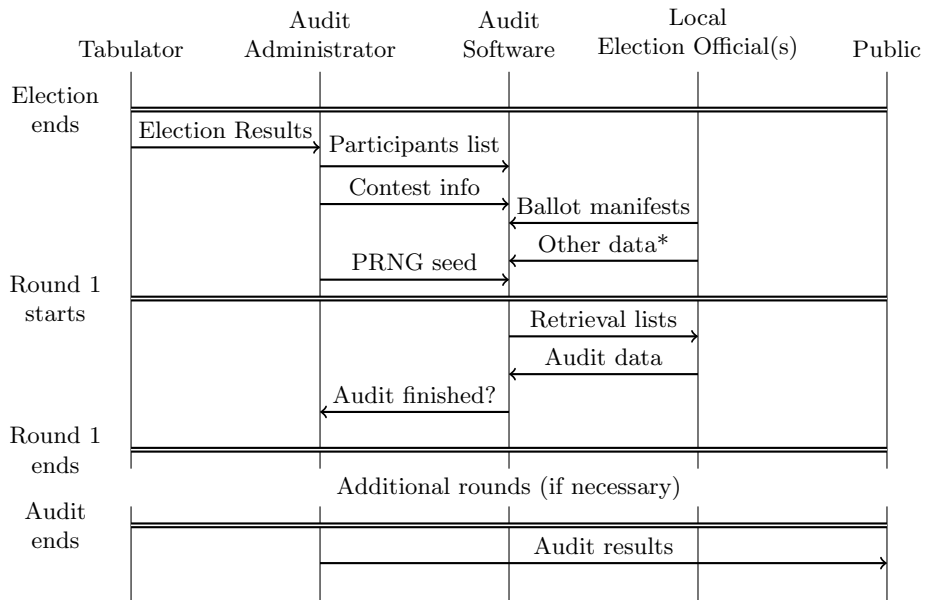 Tabulator
Audit
Administrator
Audit
Software
Local
Election Official(s)
Public
Election
ends
Election Results
Participants list
Contest info
Ballot manifests
Other data*
PRNG seed
Round 1
starts
Retrieval lists
Audit data
Audit finished?
Round 1
ends
Additional rounds (if necessary)
Audit
ends
Audit results